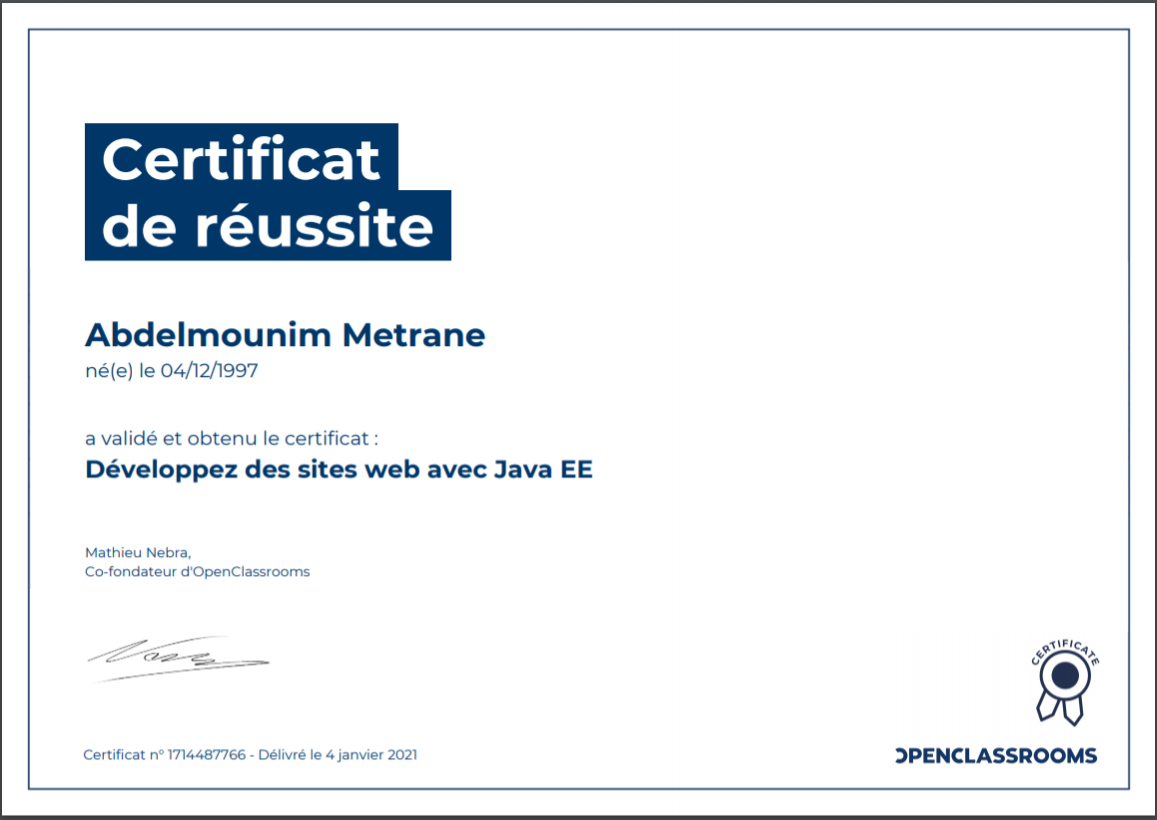 Certificat
de réussite
Abdelmounim Metrane
né(e) le 04/12/1997
a validé et obtenu le certificat :
Développez des sites web avec Java EE
Mathieu Nebra,
Co-fondateur d'OpenClassrooms
CERTIFICATE
Certificat n° 1714487766 - Délivré le 4 janvier 2021
OPENCLASSROOMS